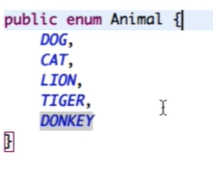 public enum Animal {
DOG,
CAT,
LION,
TIGER,
DONKEY
}